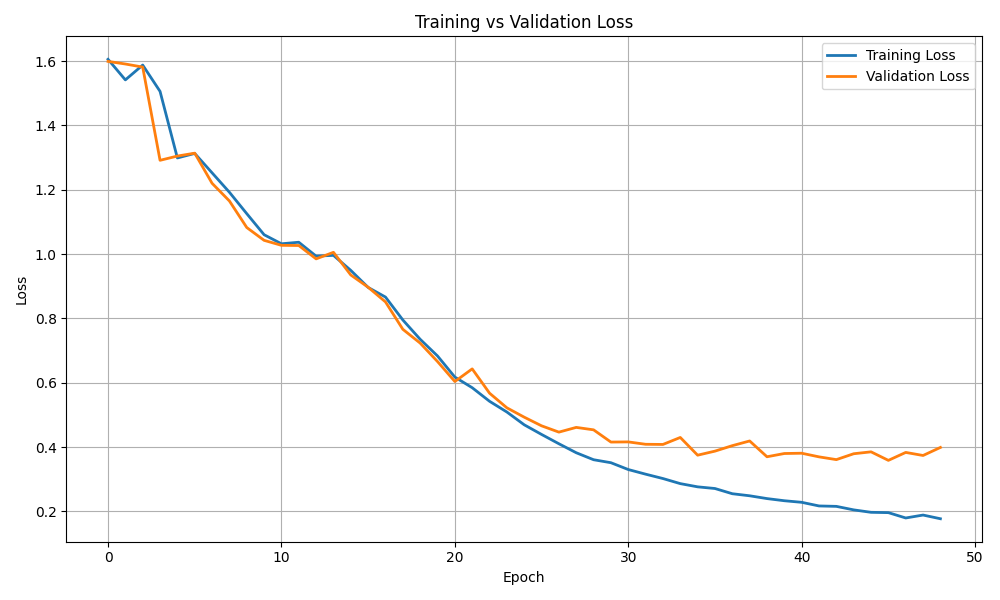 Training vs Validation Loss
Training Loss
Validation Loss
1.6
1.4
1.2
1.0
0.8
0.6
0.4
0.2
Loss
0 10 20 30 40 50
Epoch